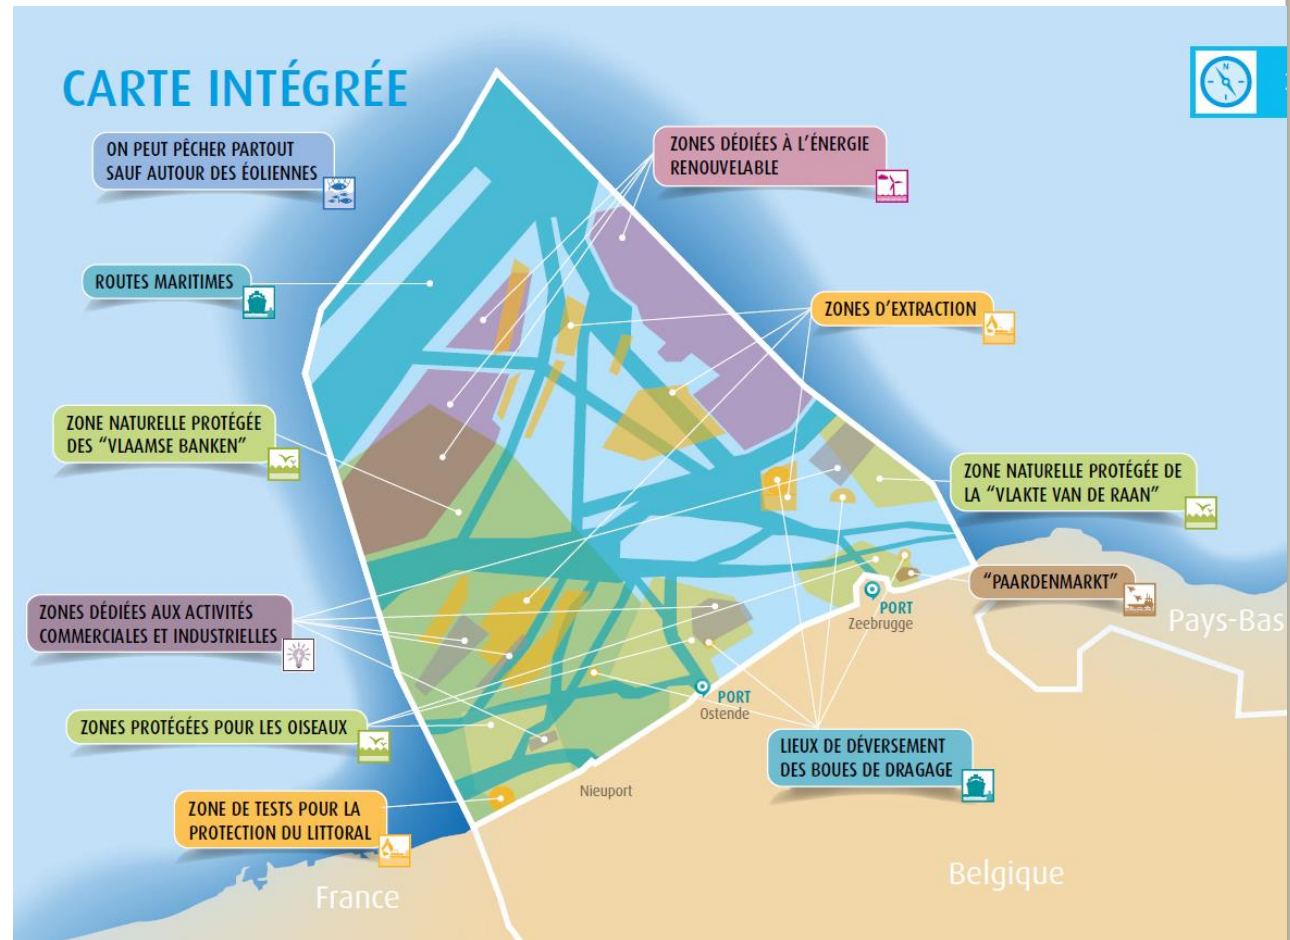 CARTE INTÉGRÉE
N
ON PEUT PÊCHER PARTOUT
SAUF AUTOUR DES ÉOLIENNES
ZONES DÉDIÉES À L’ÉNERGIE
RENOUVELABLE
ROUTES MARITIMES
ZONES D’EXTRACTION
ZONE NATURELLE PROTÉGÉE
DES “VLAAMSE BANKEN”
ZONE NATURELLE PROTÉGÉE DE
LA “VLAKTE VAN DE RAAN”
“PAARDENMARKT”
ZONES DÉDIÉES AUX ACTIVITÉS
COMMERCIALES ET INDUSTRIELLES
PORT
Zeebrugge
Pays-Bas
PORT
Ostende
ZONES PROTÉGÉES POUR LES OISEAUX
LIEUX DE DÉVERSEMENT
DES BOUES DE DRAGAGE
Nieuport
ZONE DE TESTS POUR LA
PROTECTION DU LITTORAL
Belgique
France